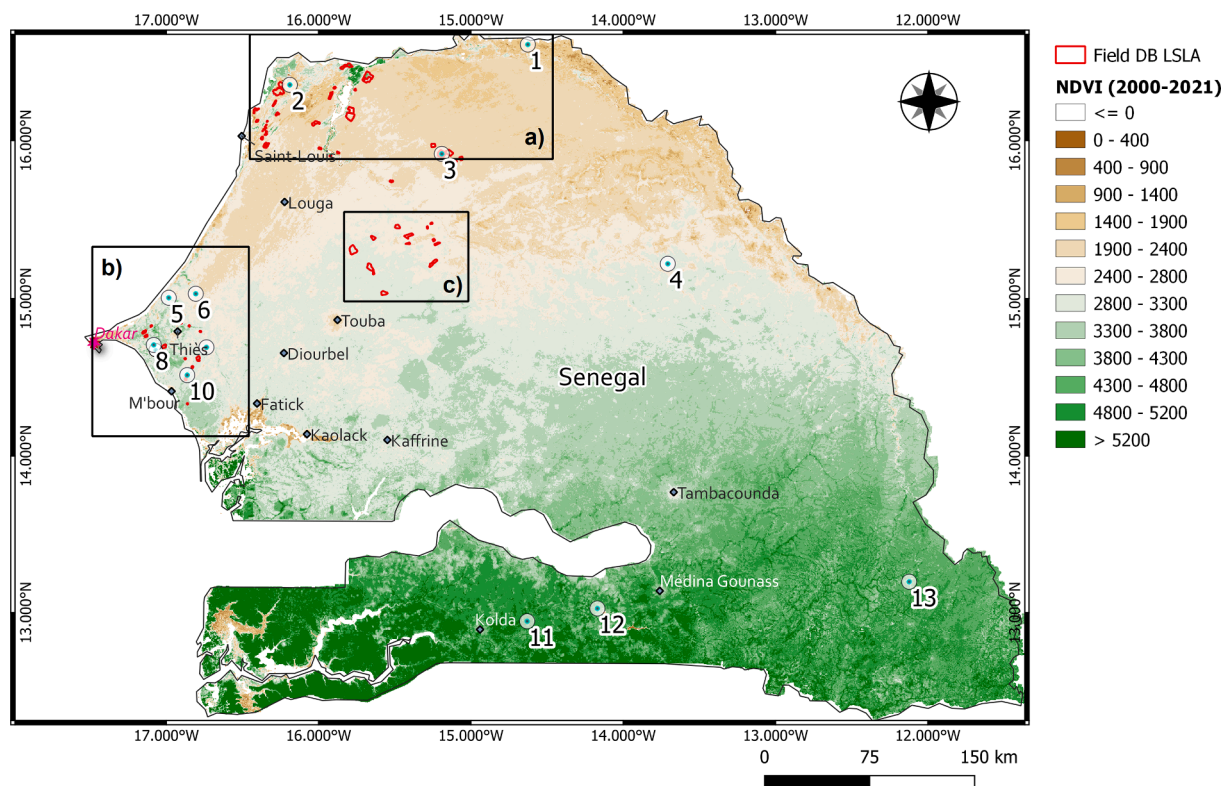 17.000°W 16.000°W 15.000°W 14.000°W 13.000°W 12.000°W
Field DB LSLA
NDVI (2000-2021)
<= 0
0 - 400
400 - 900
900 - 1400
1400 - 1900
1900 - 2400
2400 - 2800
2800 - 3300
3300 - 3800
3800 - 4300
4300 - 4800
4800 - 5200
> 5200
1
2
16.000°N
a)
16.000°N
Saint-Louis
3
Louga
b)
4
c)
15.000°N
5
6
15.000°N
Touba
Dakar
8
Thiès
Diourbel
Senegal
10
M'bour
Fatick
Kaolack
Kaffrine
14.000°N
14.000°N
Tambacounda
Médina Gounass
13
13.000°N
Kolda
11
12
13.000°N
17.000°W 16.000°W 15.000°W 14.000°W 13.000°W 12.000°W
0 75 150 km